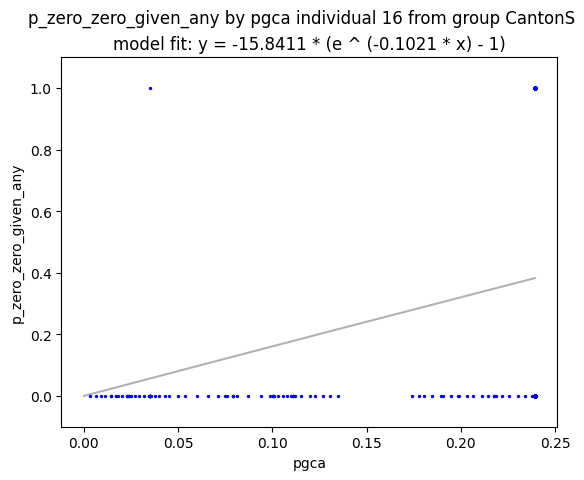 p_zero_zero_given_any by pgca individual 16 from group CantonS
model fit: y = -15.8411 * (e ^ (-0.1021 * x) - 1)
p_zero_zero_given_any
1.0
0.8
0.6
0.4
0.2
0.0
0.00 0.05 0.10 0.15 0.20 0.25
pgca